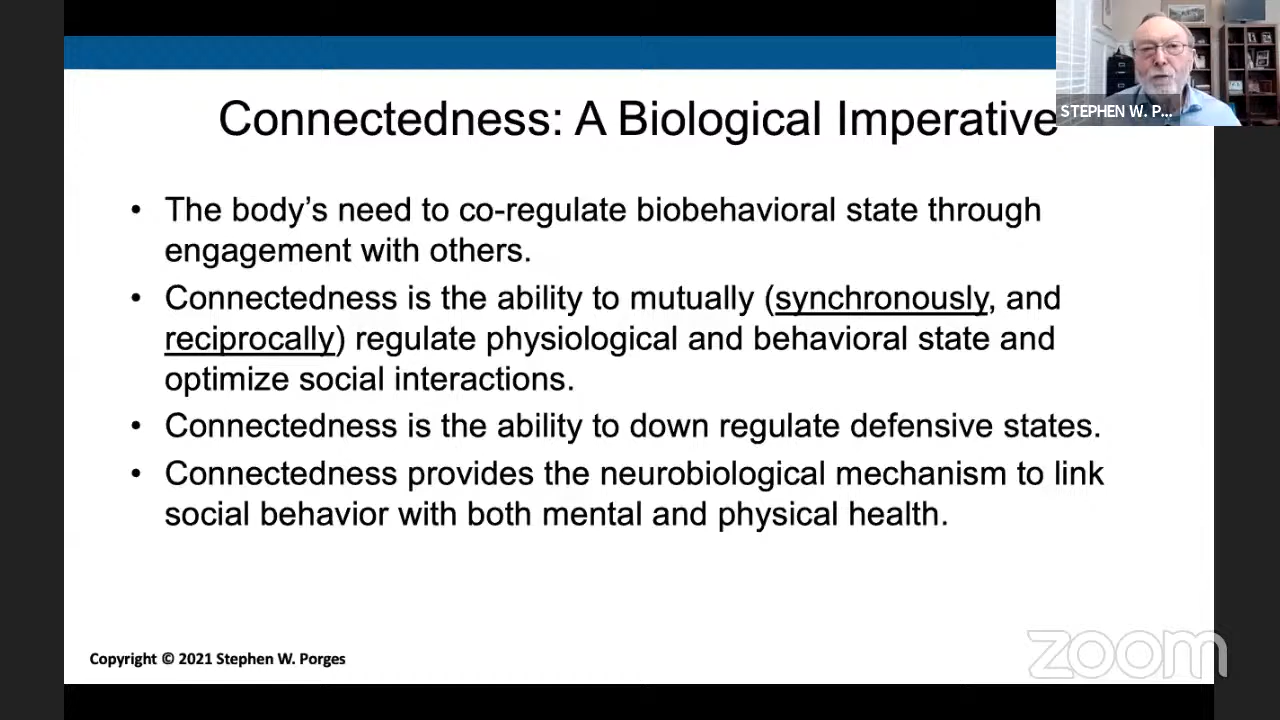 Connectedness: A Biological Imperative
STEPHEN W. P...
• The body's need to co-regulate biobehavioral state through
engagement with others.
• Connectedness is the ability to mutually (synchronously, and
reciprocally) regulate physiological and behavioral state and
optimize social interactions.
• Connectedness is the ability to down regulate defensive states.
• Connectedness provides the neurobiological mechanism to link
social behavior with both mental and physical health.
Copyright © 2021 Stephen W. Porges
zoom